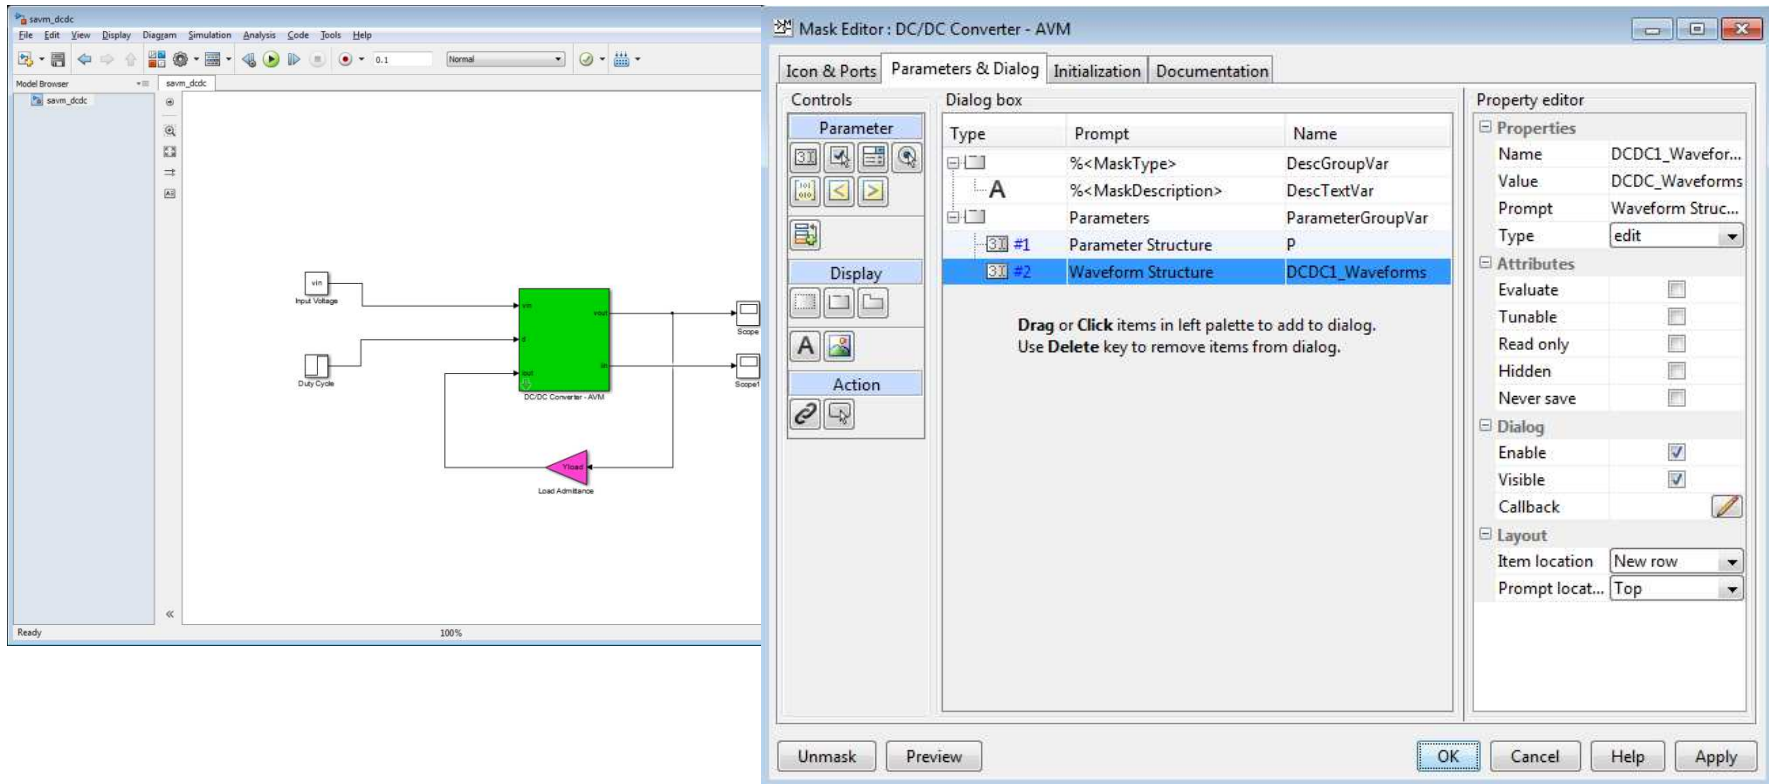 savm_dcdc
File Edit View Display Diagram Simulation Analysis Code Tools Help
0.1 Normal
Model Browser
savm_dcdc
savm_dcdc
vin
Input Voltage
Duty Cycle
vin
d
iout
vout
iin
DC/DC Converter - AVM
Scope
Scope1
Yload
Load Admittance
Ready 100%
Mask Editor : DC/DC Converter - AVM
Icon & Ports Parameters & Dialog Initialization Documentation
Controls
Parameter
Display
A
Action
Dialog box
Type Prompt Name
%<MaskType> DescGroupVar
A %<MaskDescription> DescTextVar
Parameters ParameterGroupVar
#1 Parameter Structure P
#2 Waveform Structure DCDC1_Waveforms
Drag or Click items in left palette to add to dialog.
Use Delete key to remove items from dialog.
Property editor
Properties
Name DCDC1_Wavefor...
Value DCDC_Waveforms
Prompt Waveform Struc...
Type edit
Attributes
Evaluate
Tunable
Read only
Hidden
Never save
Dialog
Enable
Visible
Callback
Layout
Item location New row
Prompt locat... Top
Unmask Preview OK Cancel Help Apply